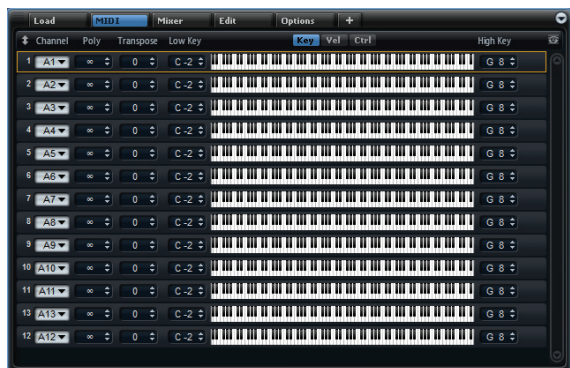 Load MIDI Mixer Edit Options +
Channel Poly Transpose Low Key Key Vel Ctrl High Key
1 A1 ∞ 0 C -2 G 8
2 A2 ∞ 0 C -2 G 8
3 A3 ∞ 0 C -2 G 8
4 A4 ∞ 0 C -2 G 8
5 A5 ∞ 0 C -2 G 8
6 A6 ∞ 0 C -2 G 8
7 A7 ∞ 0 C -2 G 8
8 A8 ∞ 0 C -2 G 8
9 A9 ∞ 0 C -2 G 8
10 A10 ∞ 0 C -2 G 8
11 A11 ∞ 0 C -2 G 8
13 A13 ∞ 0 C -2 G 8
12 A12 ∞ 0 C -2 G 8